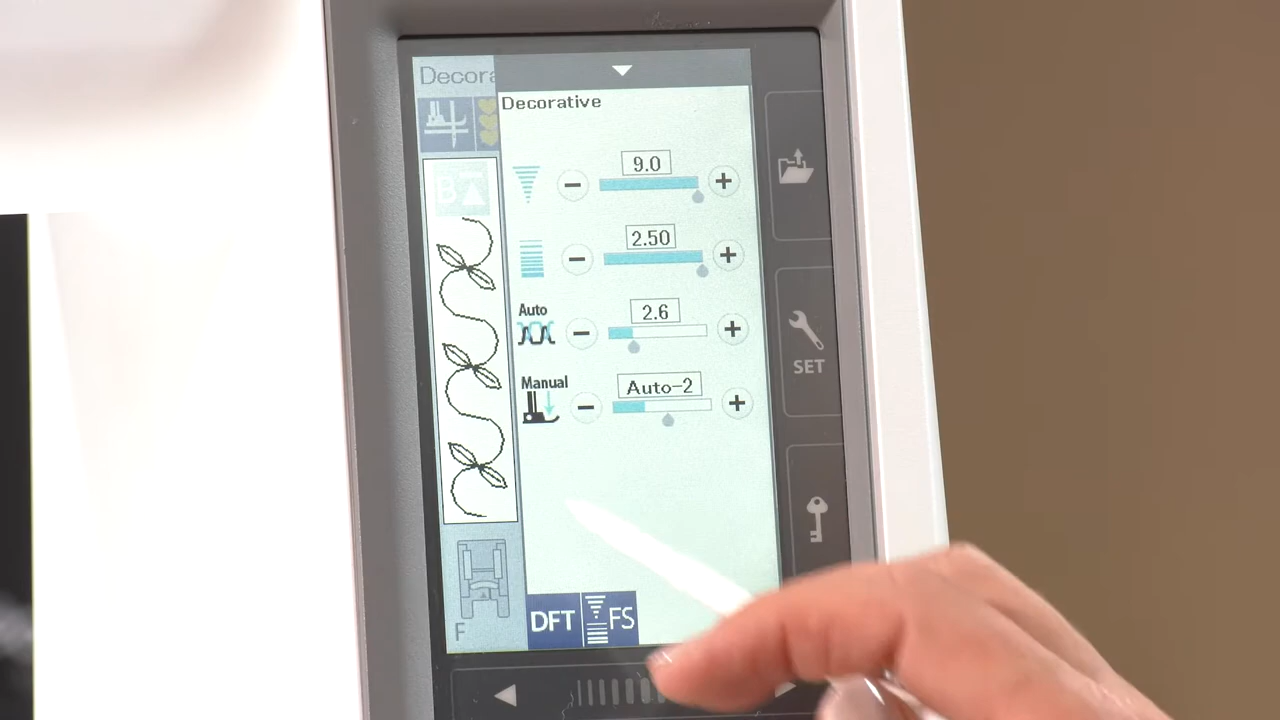 Decora
Decorative
B
9.0
2.50
Auto
2.6
Manual
Auto-2
SET
F
DFT
FS